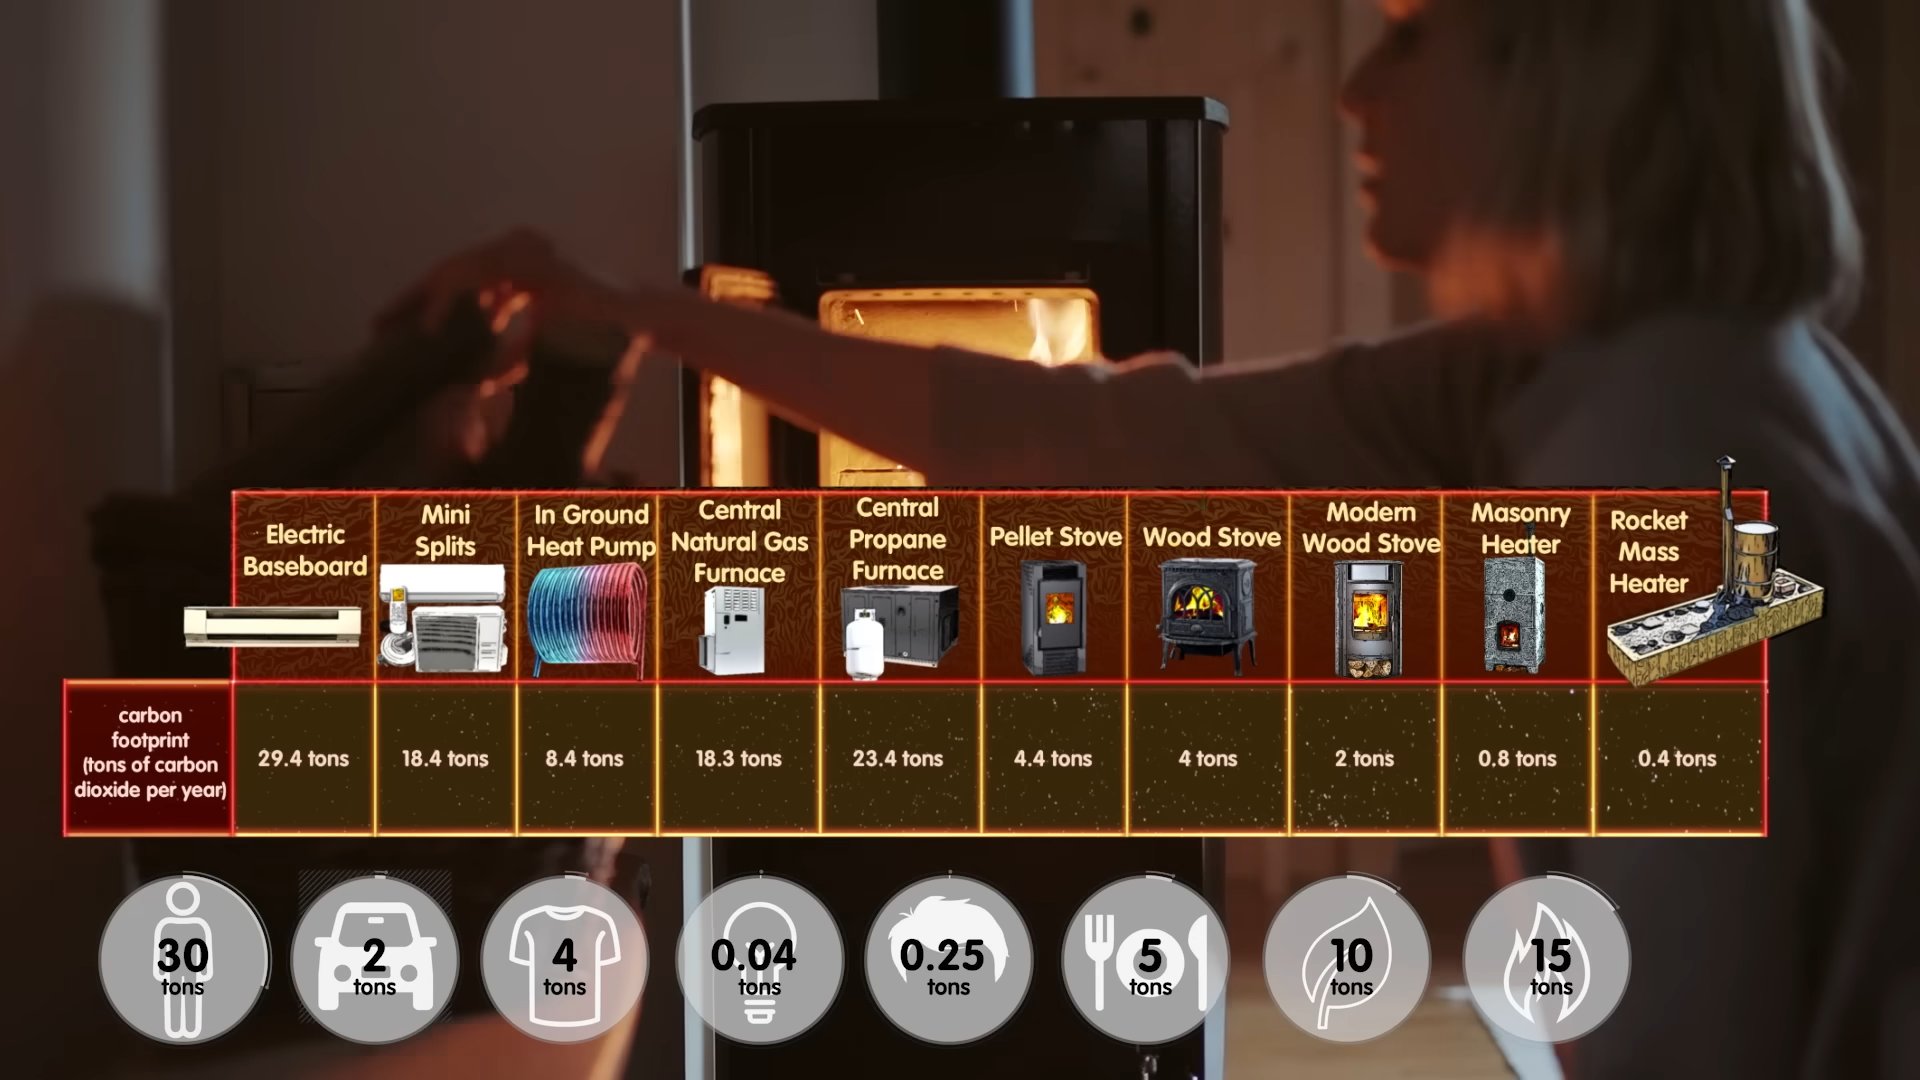 Electric
Baseboard
Mini
Splits
In Ground
Heat Pump
Central
Natural Gas
Furnace
Central
Propane
Furnace
Pellet Stove
Wood Stove
Modern
Wood Stove
Masonry
Heater
Rocket
Mass
Heater
carbon
footprint
(tons of carbon
dioxide per year)
29.4 tons
18.4 tons
8.4 tons
18.3 tons
23.4 tons
4.4 tons
4 tons
2 tons
0.8 tons
0.4 tons
30
tons
2
tons
4
tons
0.04
tons
0.25
tons
5
tons
10
tons
15
tons